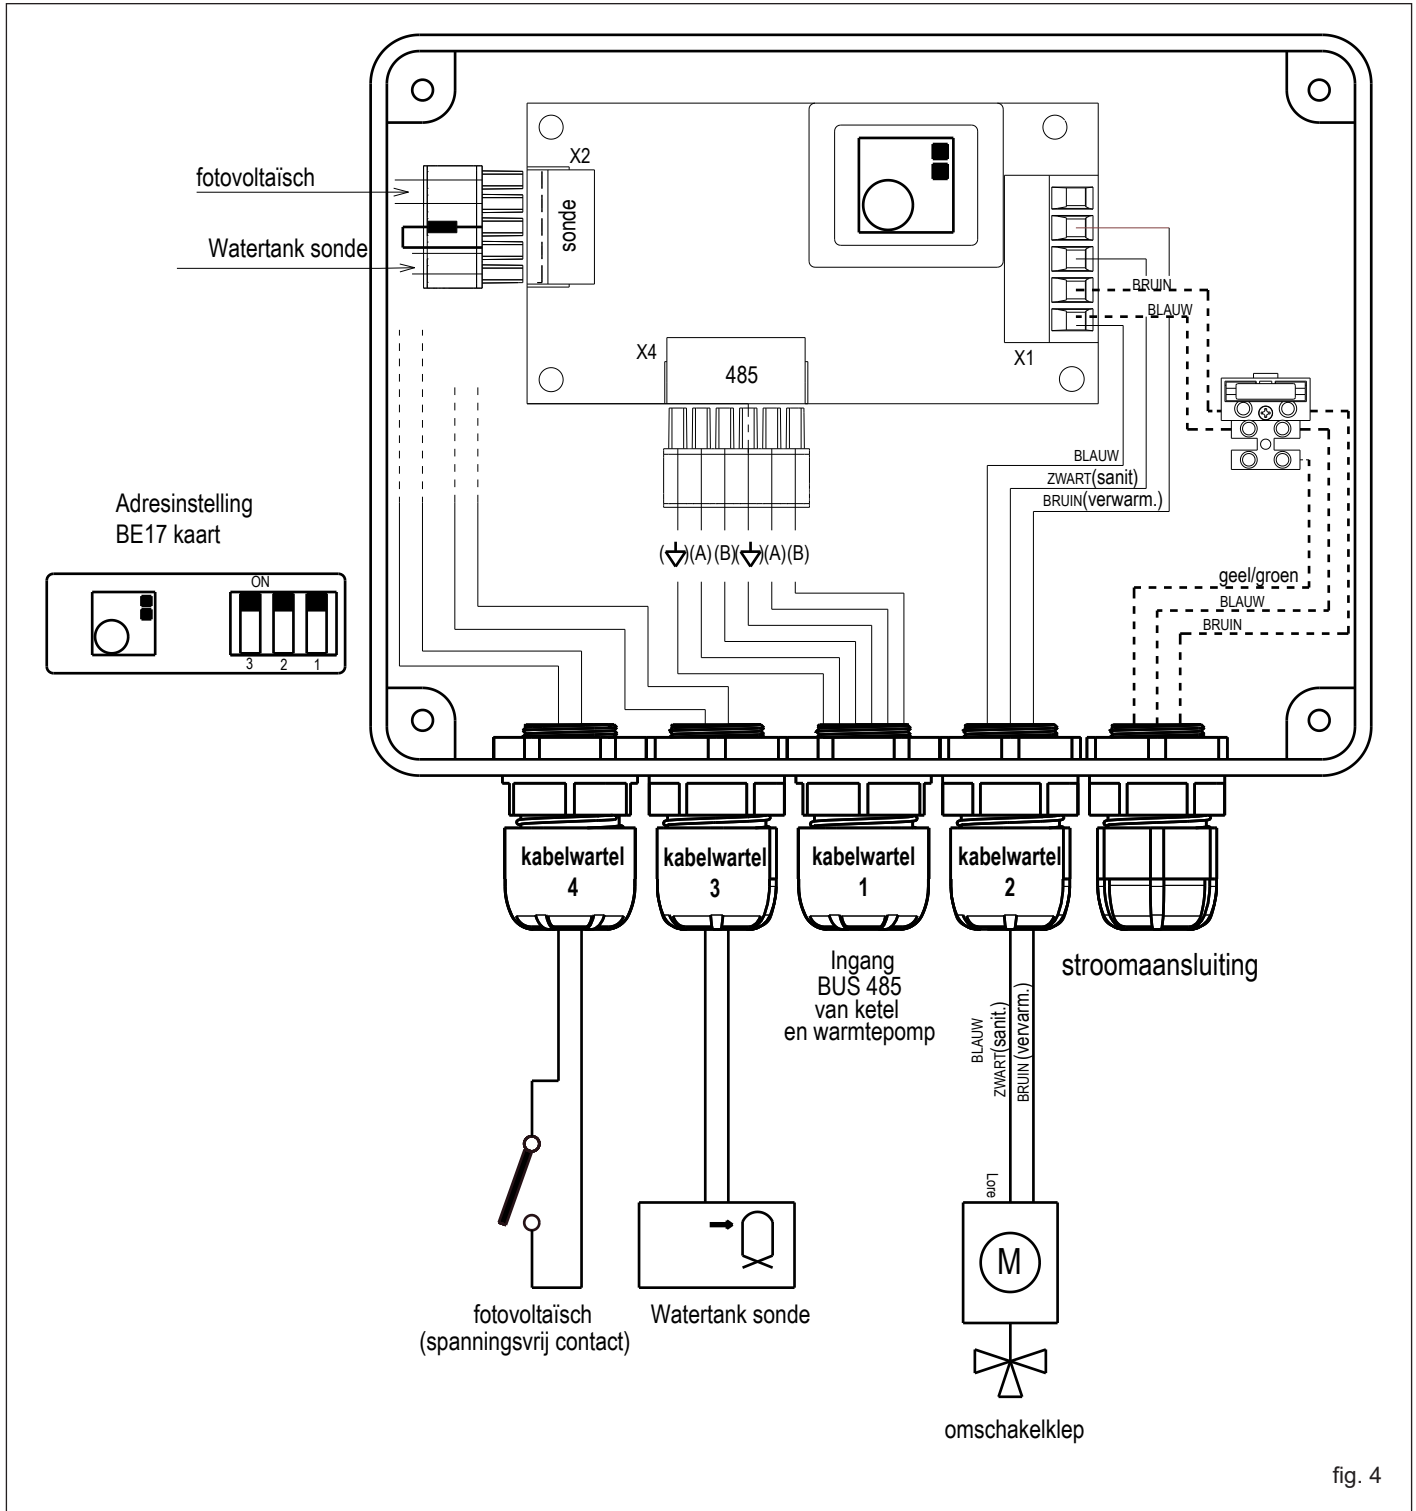 X2
fotovoltaïsch
sonde
Watertank sonde
BRUIN
BLAUW
X4
485
X1
BLAUW
ZWART(sanit)
BRUIN(verwarm.)
Adresinstelling
BE17 kaart
( )(A)(B)( )(A)(B)
geel/groen
BLAUW
BRUIN
ON
3 2 1
kabelwartel
4
kabelwartel
3
kabelwartel
1
kabelwartel
2
Ingang
BUS 485
van ketel
en warmtepomp
stroomaansluiting
BLAUW
ZWART(sanit.)
BRUIN (vervarm.)
Lore
M
fotovoltaïsch
(spanningsvrij contact)
Watertank sonde
omschakelklep
fig. 4